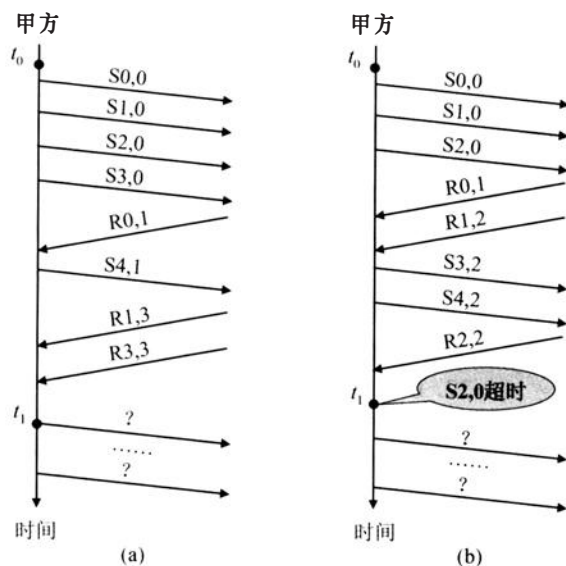 甲方
t₀
S0,0
S1,0
S2,0
S3,0
R0,1
S4,1
R1,3
R3,3
t₁
?
……
?
时间
(a)
甲方
t₀
S0,0
S1,0
S2,0
R0,1
R1,2
S3,2
S4,2
R2,2
t₁
S2,0超时
?
……
?
时间
(b)